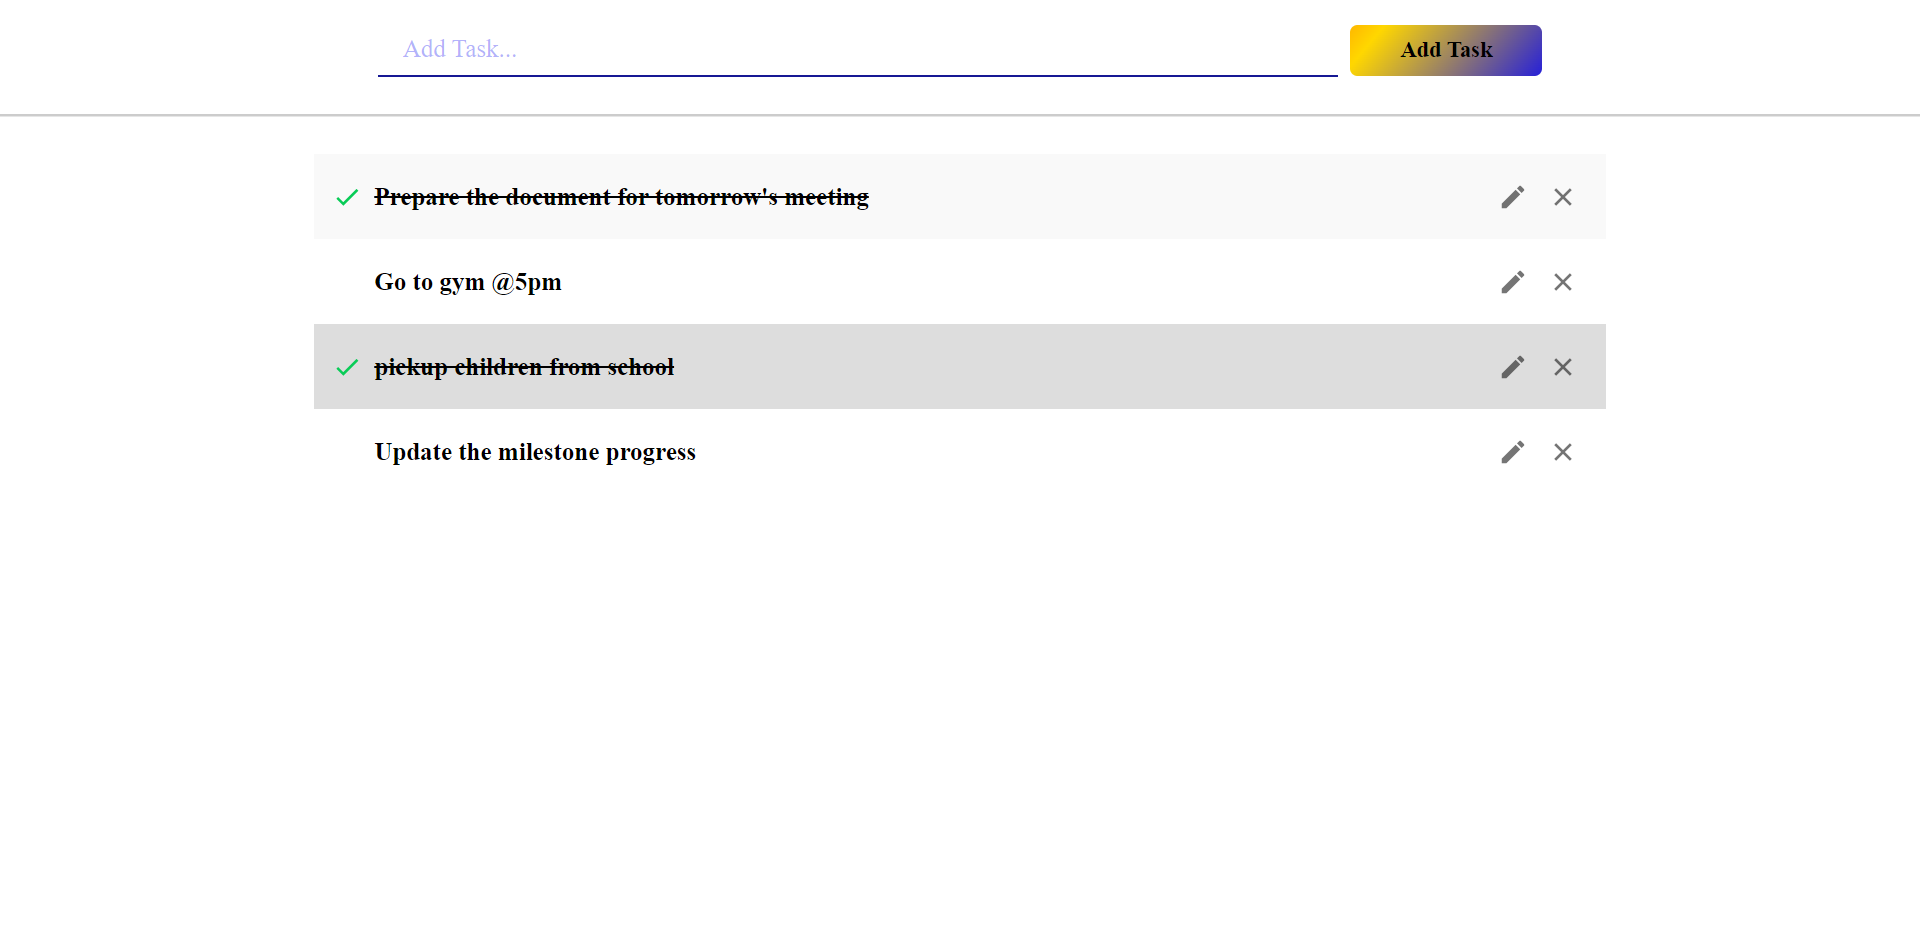 Add Task...
Add Task
Prepare the document for tomorrow's meeting
Go to gym @5pm
pickup children from school
Update the milestone progress